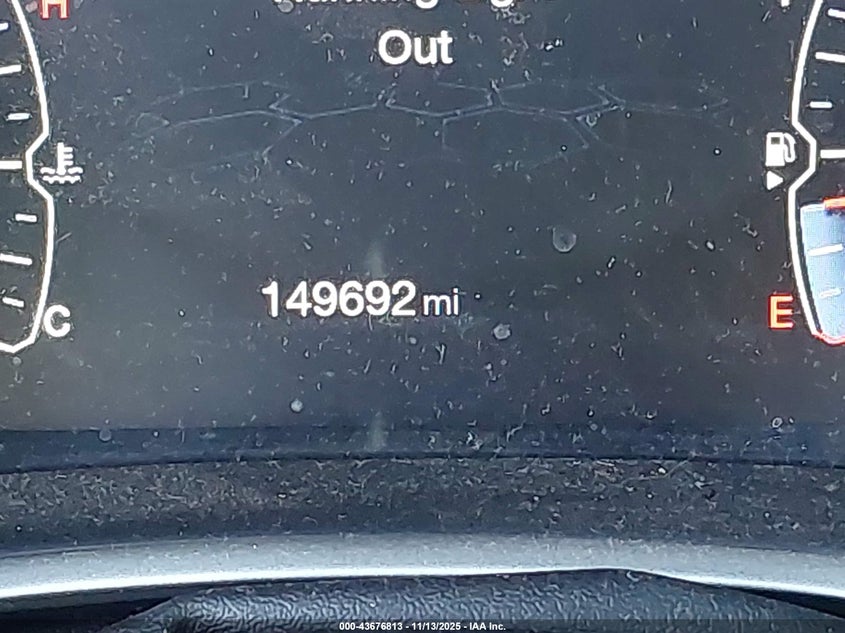 H
Out
149692 mi
C
E
000-43676813 - 11/13/2025 - IAA Inc.